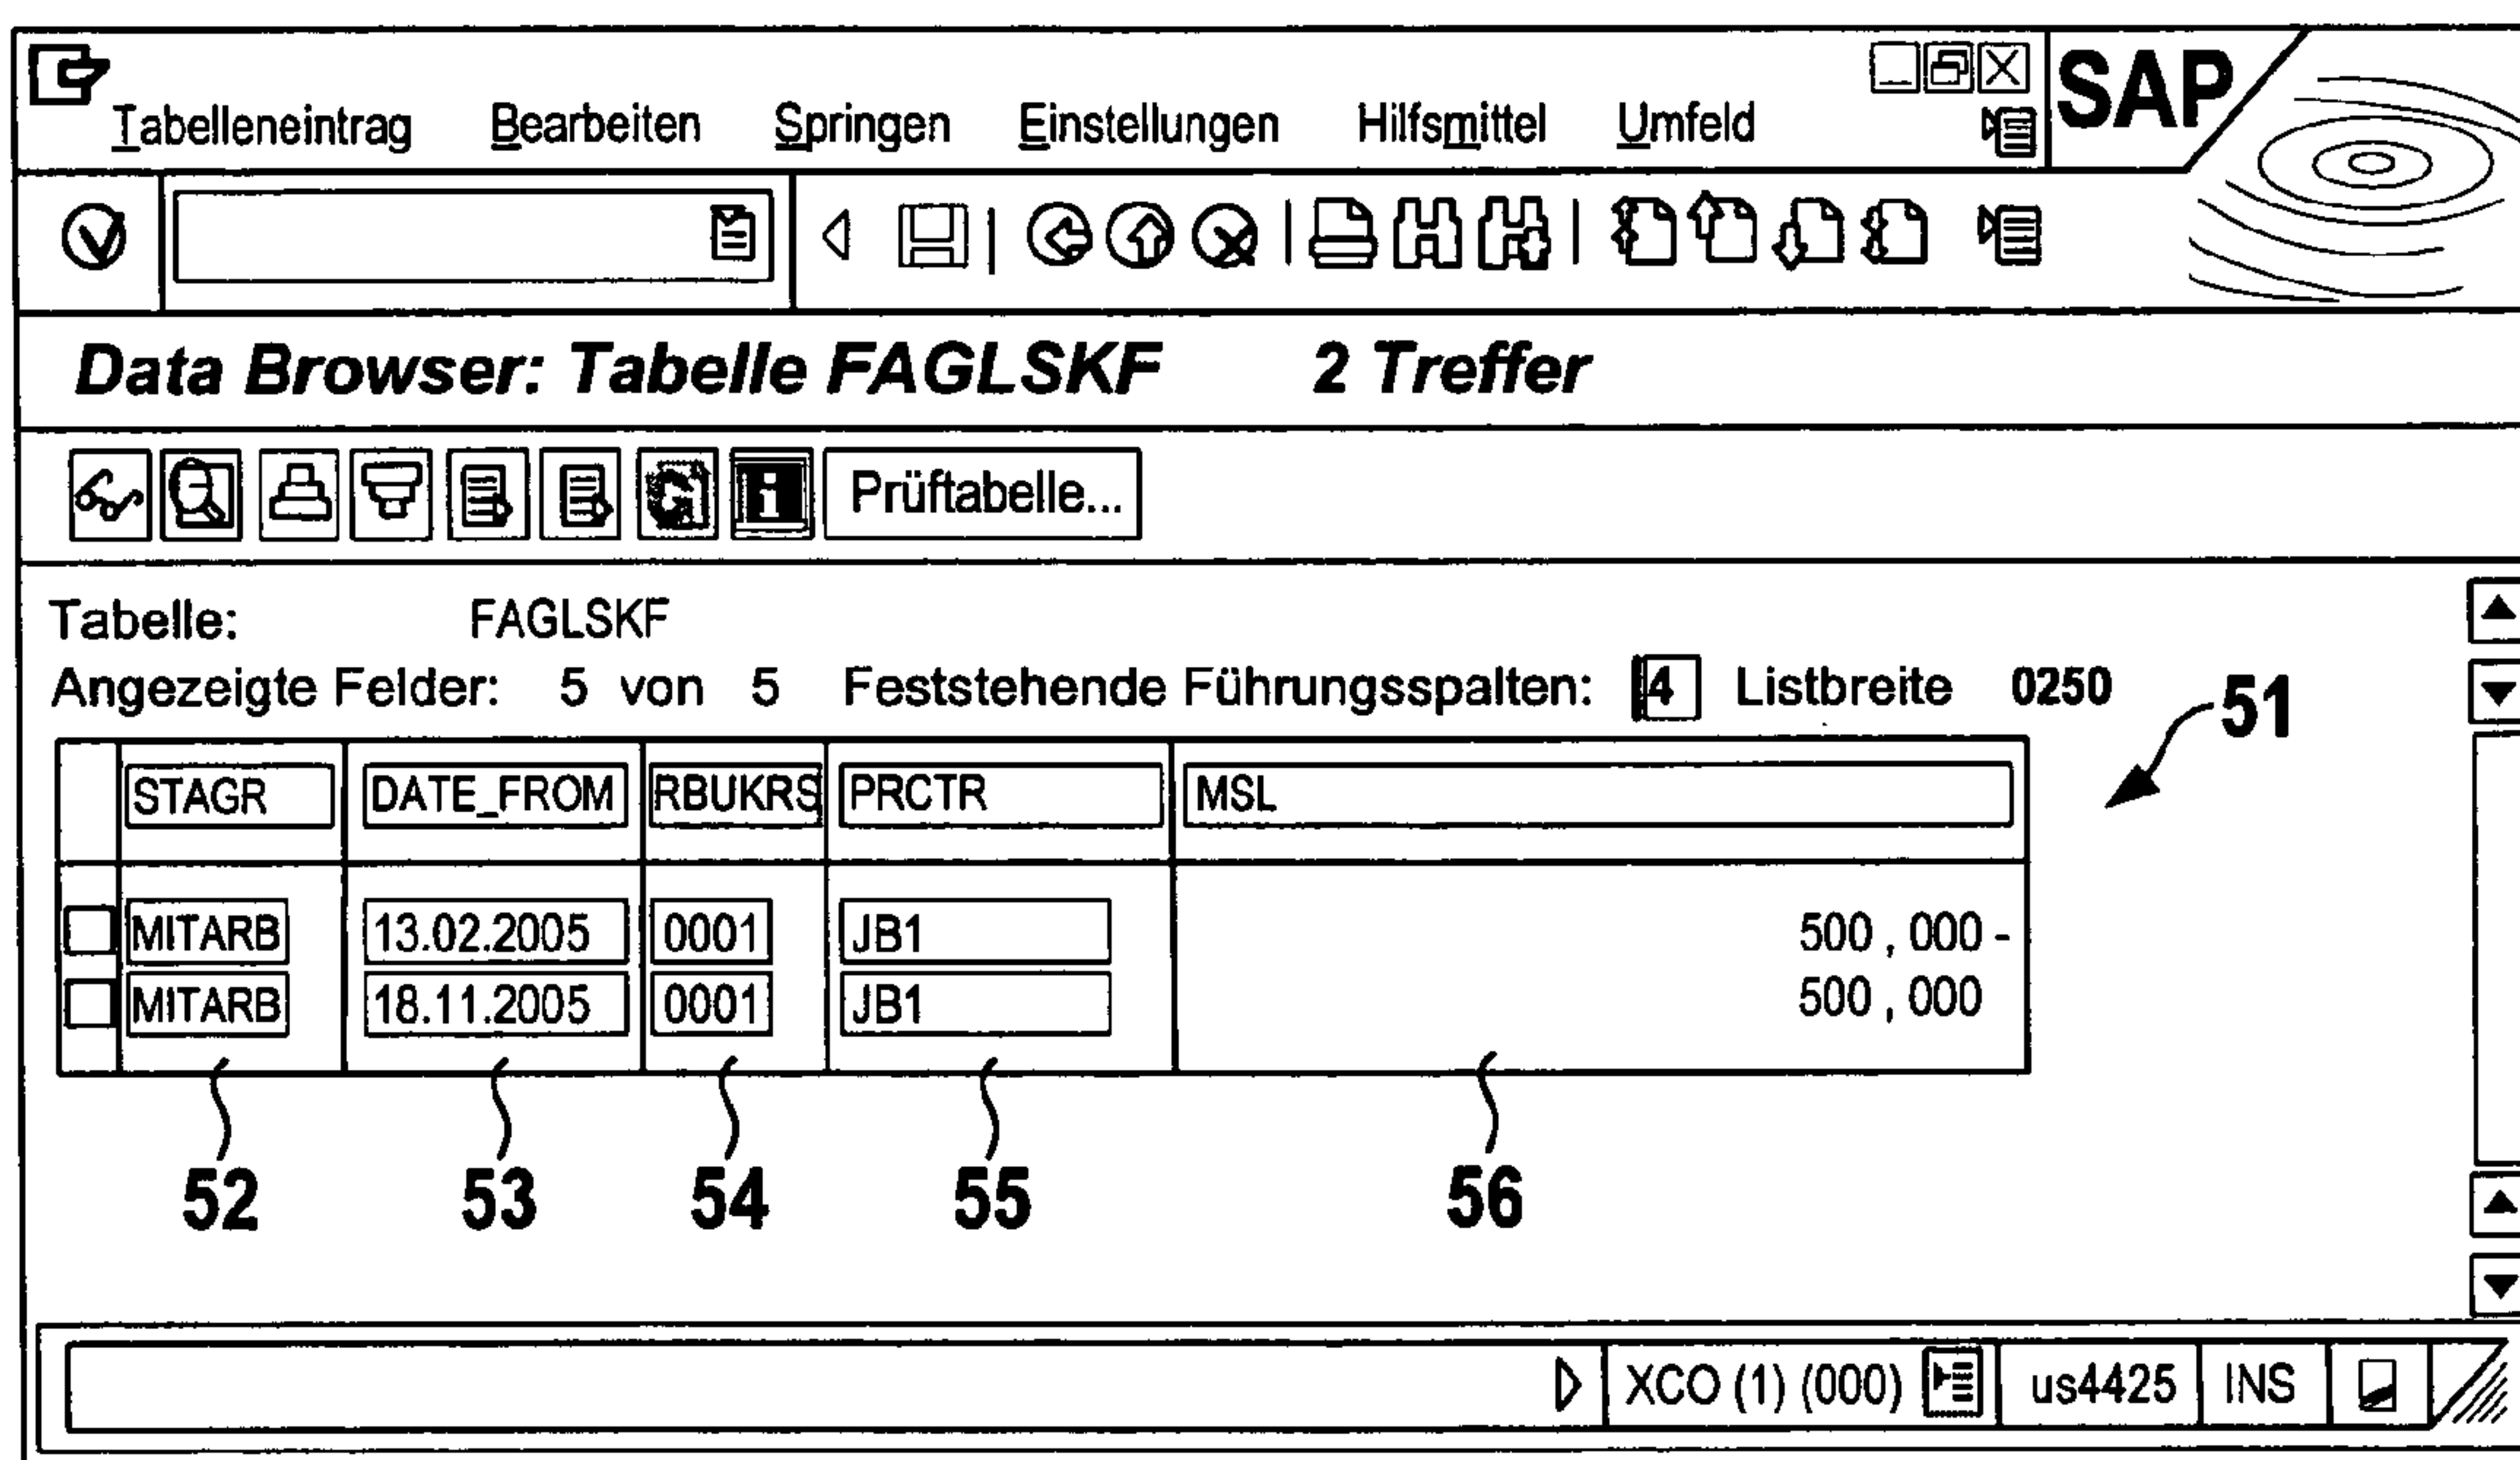 SAP
Tabelleneintrag Bearbeiten Springen Einstellungen Hilfsmittel Umfeld
Data Browser: Tabelle FAGLSKF 2 Treffer
Prüftabelle...
Tabelle: FAGLSKF
Angezeigte Felder: 5 von 5 Feststehende Führungsspalten: 4 Listbreite 0250
51
STAGR DATE_FROM RBUKRS PRCTR MSL
MITARB 13.02.2005 0001 JB1 500 , 000 -
MITARB 18.11.2005 0001 JB1 500 , 000
52 53 54 55 56
XCO (1) (000) us4425 INS